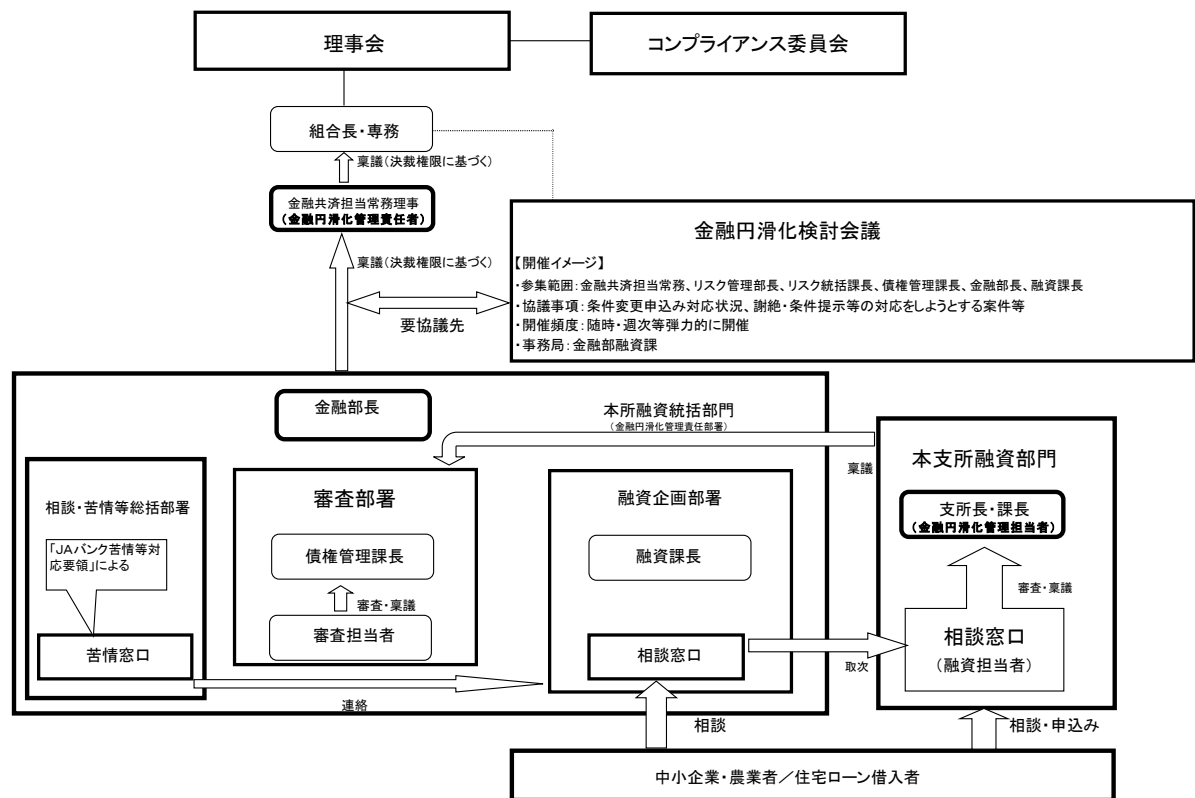 理事会
コンプライアンス委員会
組合長・専務
稟議(決裁権限に基づく)
金融共済担当常務理事
(金融円滑化管理責任者)
金融円滑化検討会議
稟議(決裁権限に基づく)
【開催イメージ】
・参集範囲:金融共済担当常務、リスク管理部長、リスク統括課長、債権管理課長、金融部長、融資課長
・協議事項:条件変更申込み対応状況、謝絶・条件提示等の対応をしようとする案件等
・開催頻度:随時・週次等弾力的に開催
・事務局:金融部融資課
要協議先
金融部長
本所融資統括部門
(金融円滑化管理責任部署)
稟議
本支所融資部門
支所長・課長
(金融円滑化管理担当者)
審査・稟議
相談窓口
(融資担当者)
相談・苦情等総括部署
「JAバンク苦情等対
応要領」による
苦情窓口
審査部署
債権管理課長
審査・稟議
審査担当者
融資企画部署
融資課長
相談窓口
取次
連絡
相談
相談・申込み
中小企業・農業者/住宅ローン借入者